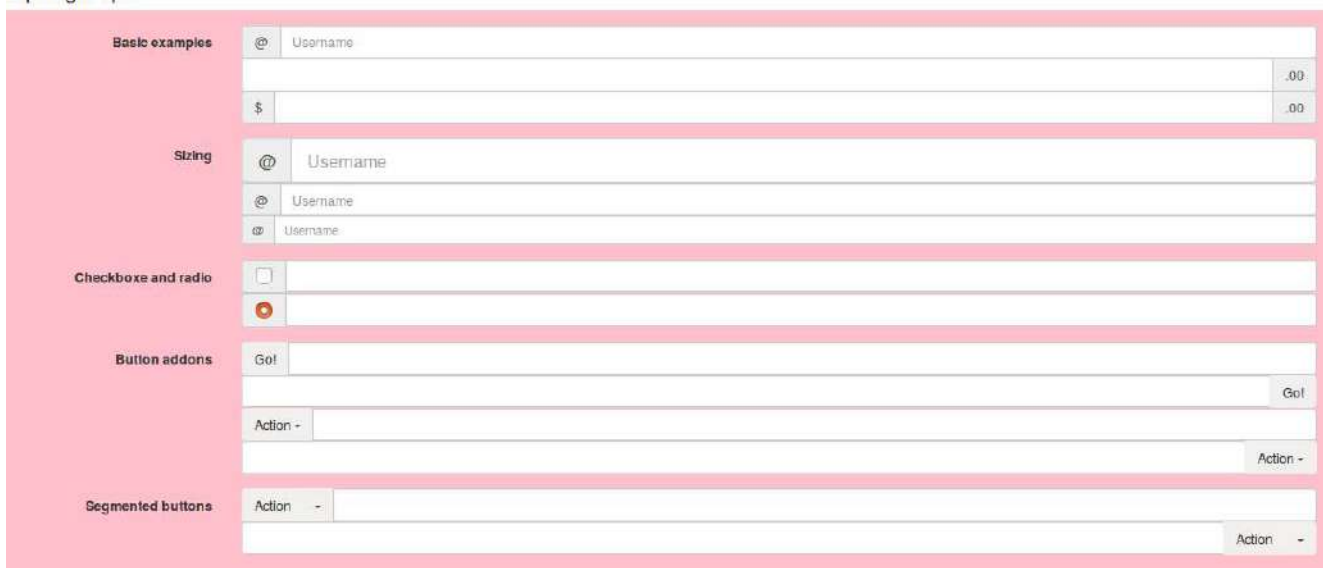 Basic examples @ Username
.00
$ .00
Sizing @ Username
@ Username
@ Username
Checkboxe and radio
Button addons Go!
Go!
Action -
Action -
Segmented buttons Action -
Action -